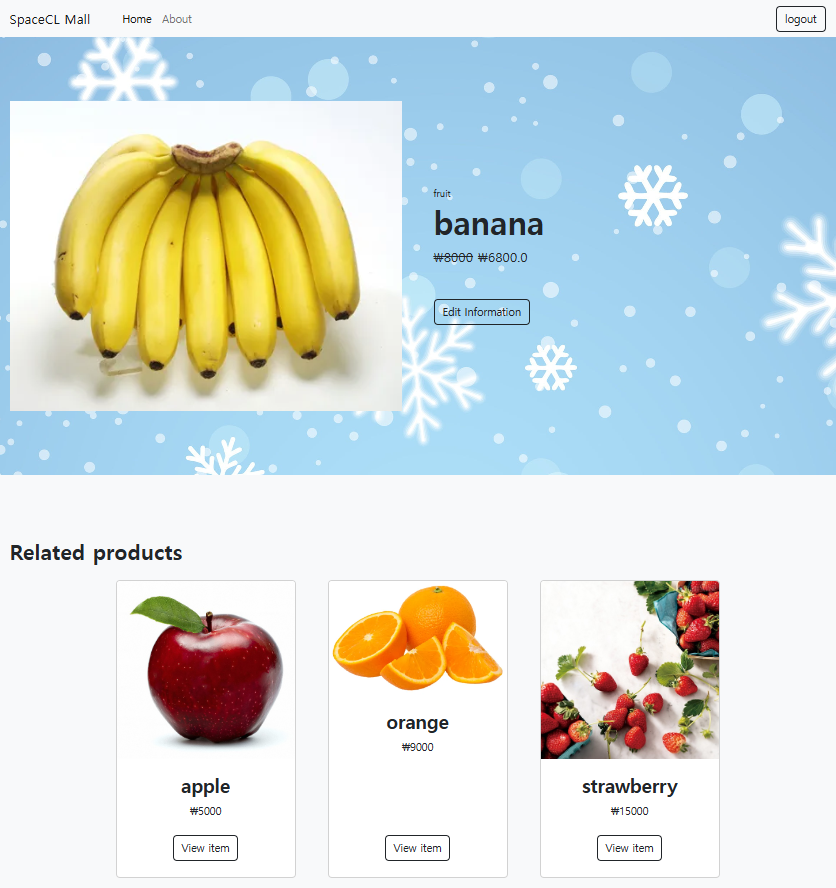 SpaceCL Mall Home About logout
fruit
banana
₩8000 ₩6800.0
Edit Information
Related products
apple
₩5000
View item
orange
₩9000
View item
strawberry
₩15000
View item